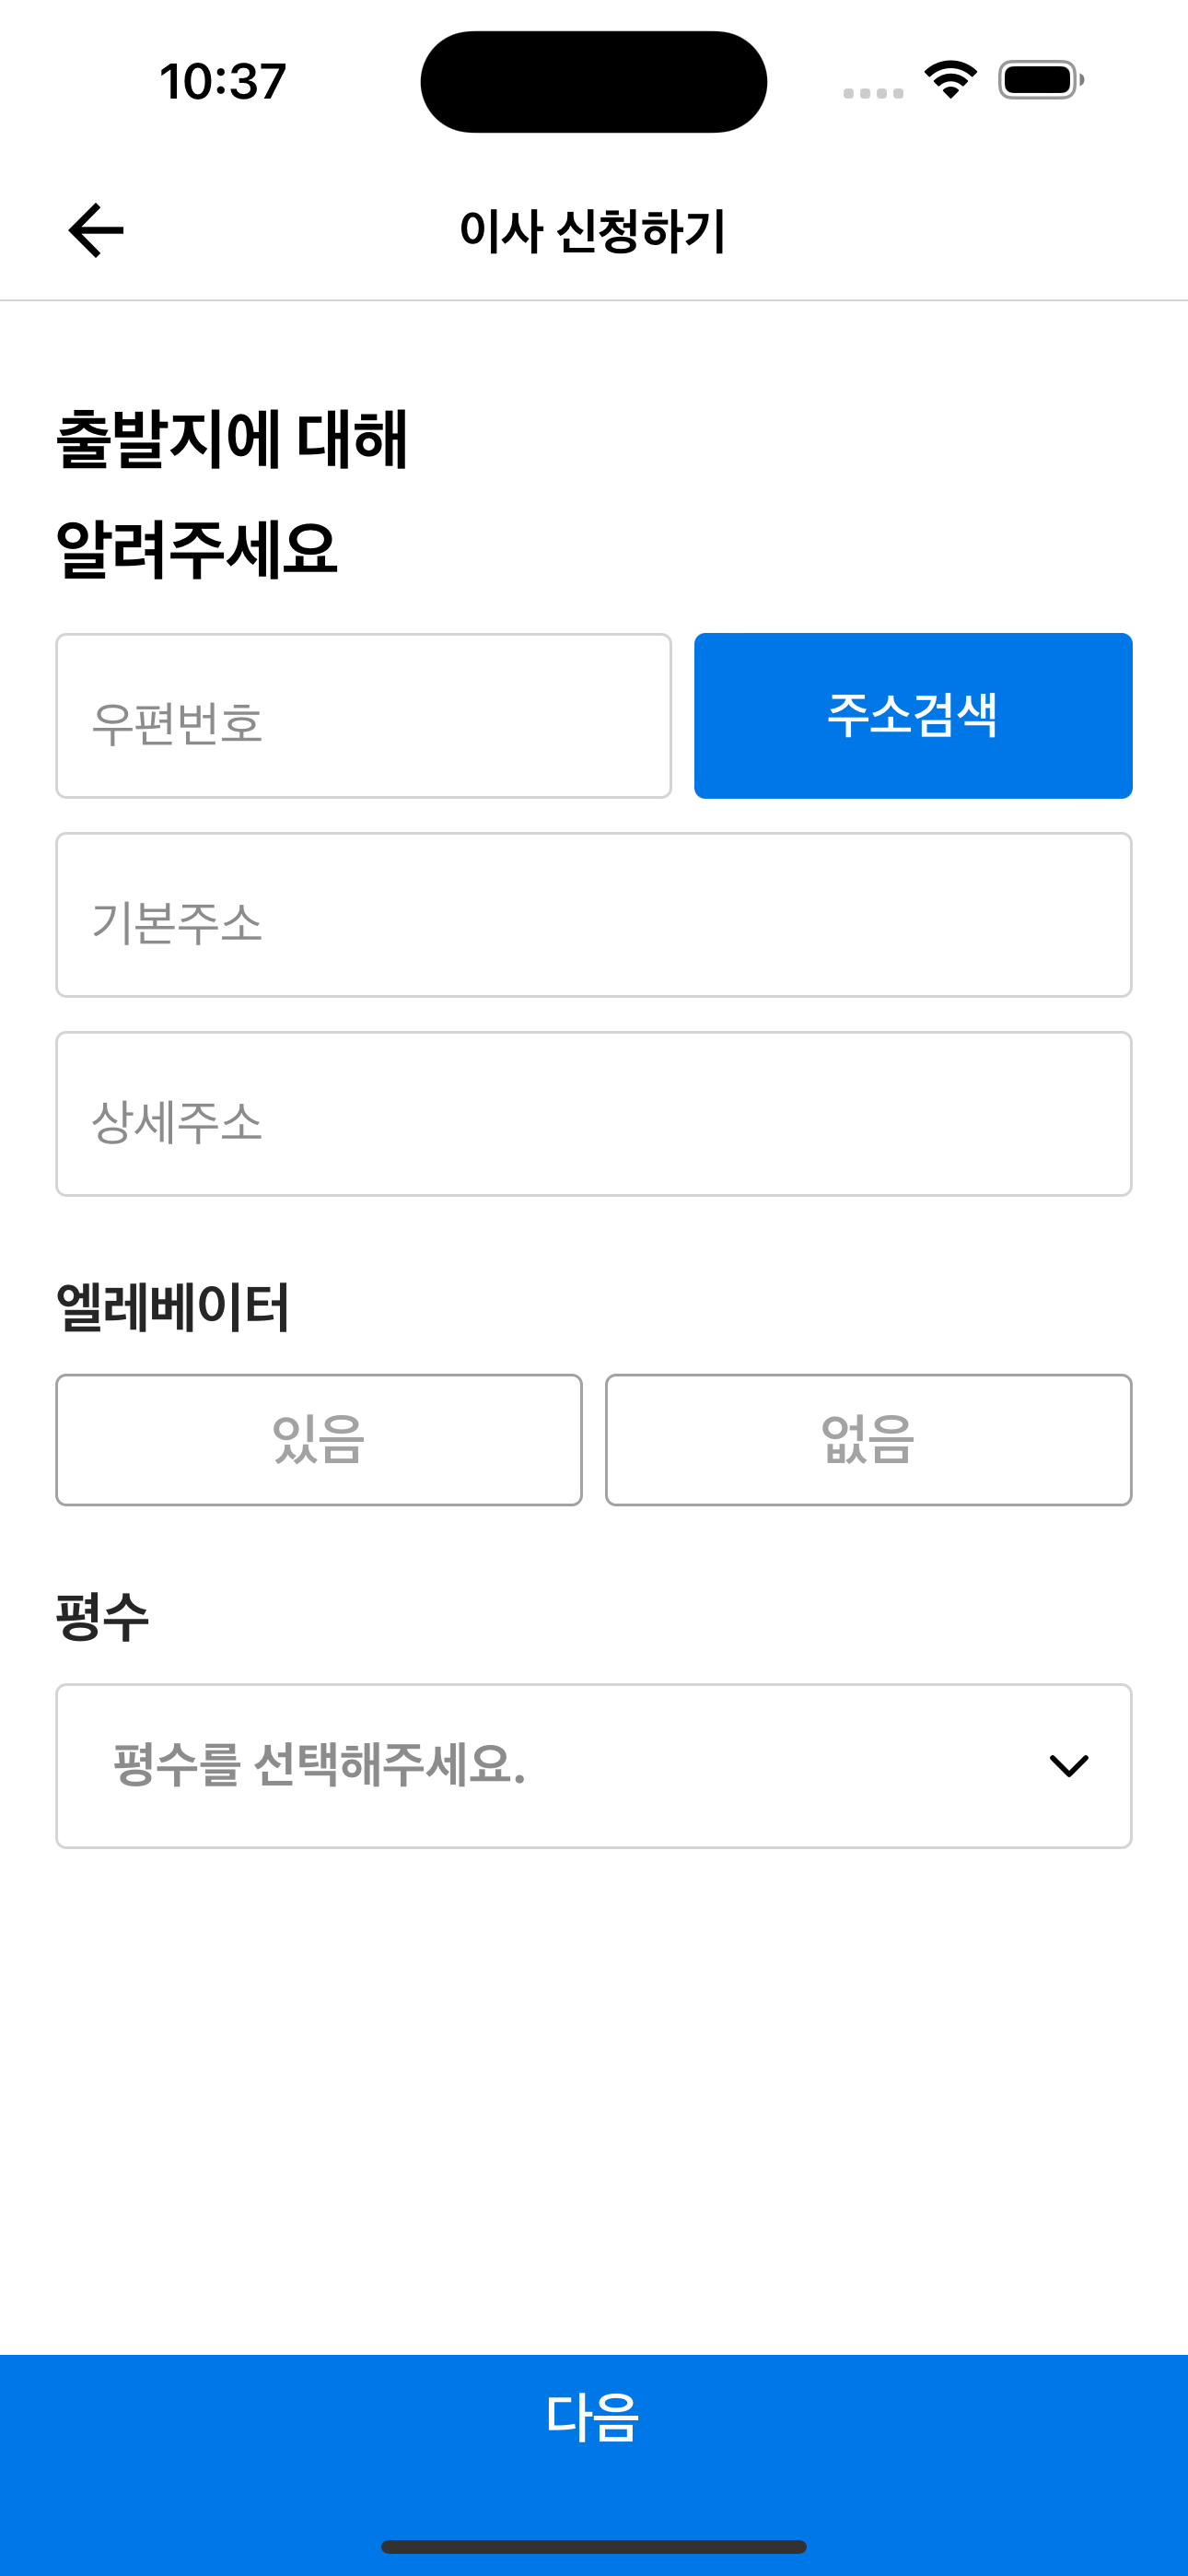 10:37
이사 신청하기
출발지에 대해
알려주세요
우편번호
주소검색
기본주소
상세주소
엘레베이터
있음
없음
평수
평수를 선택해주세요.
다음